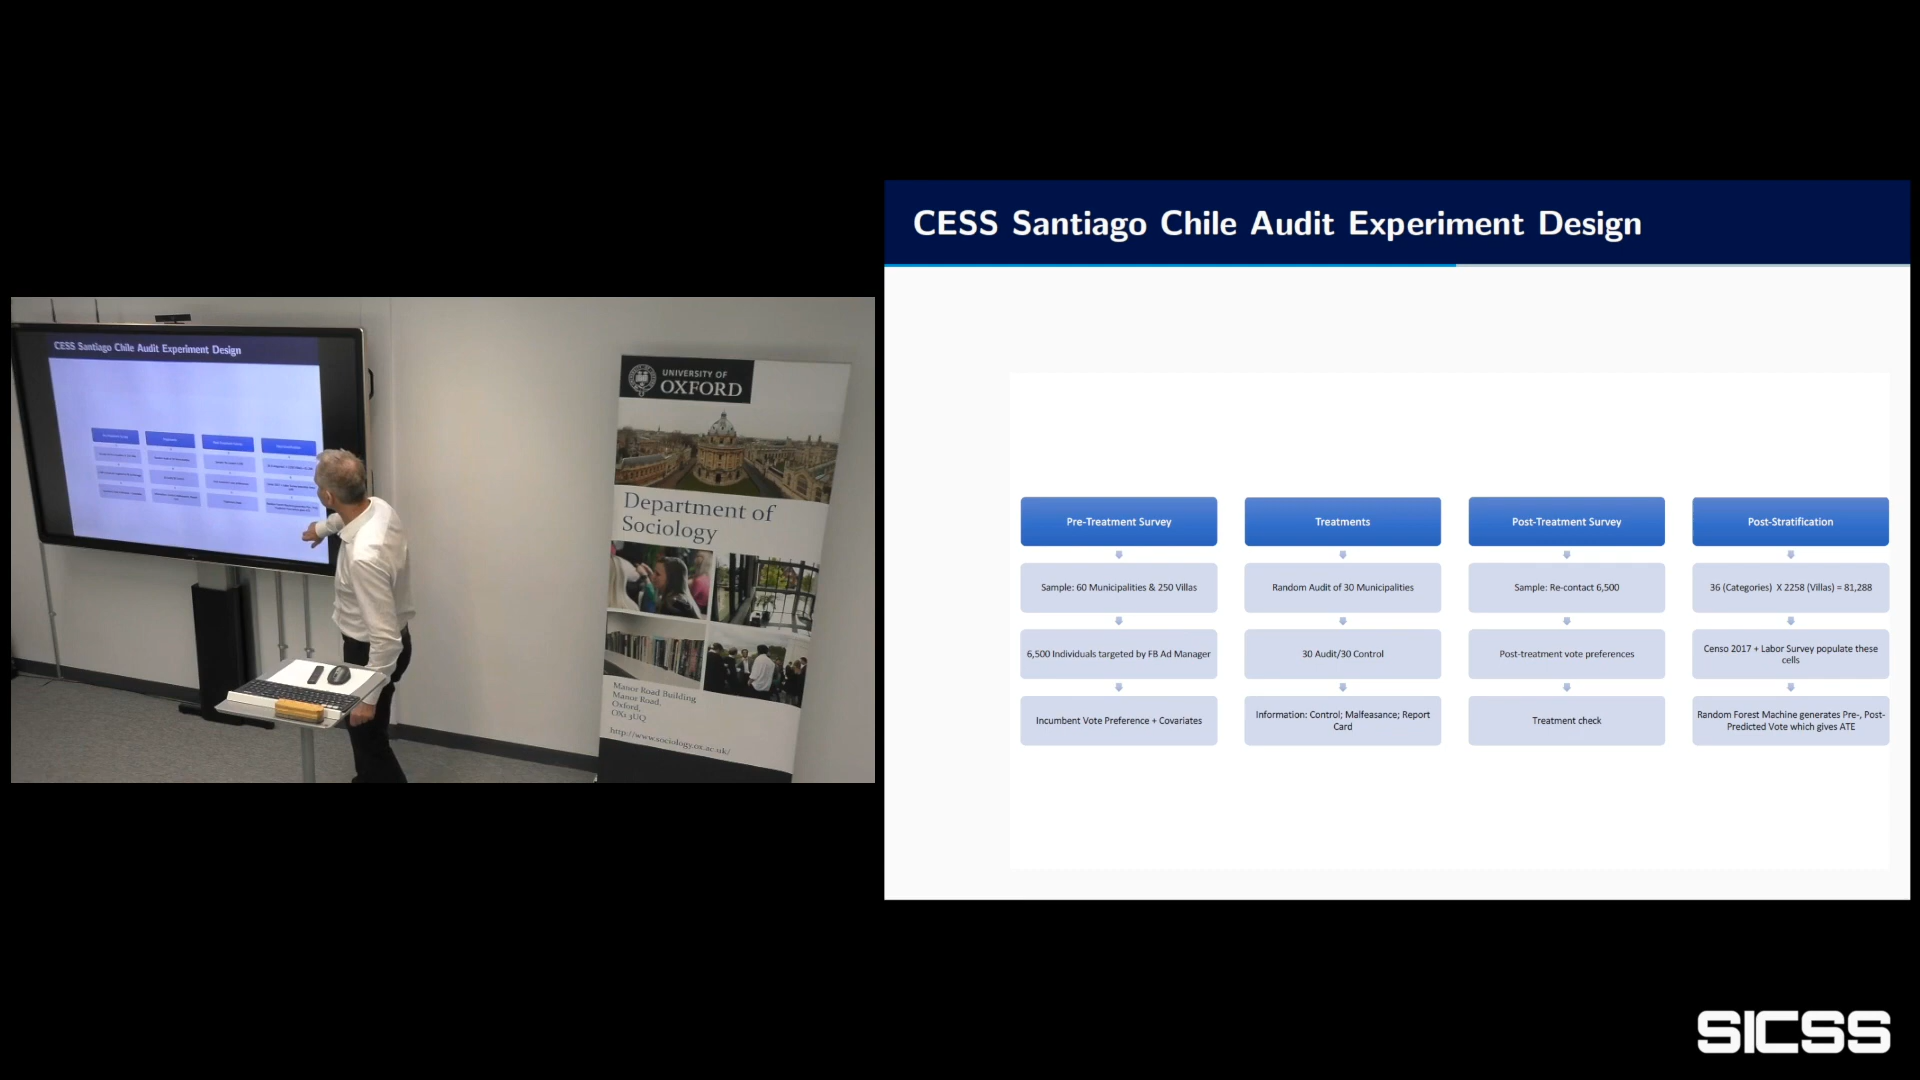 CESS Santiago Chile Audit Experiment Design
UNIVERSITY OF
OXFORD
Department of
Sociology
Manor Road Building
Manor Road,
Oxford,
OX1 3UQ
http://www.sociology.ox.ac.uk/
CESS Santiago Chile Audit Experiment Design
Pre-Treatment Survey
Sample: 60 Municipalities & 250 Villas
6,500 Individuals targeted by FB Ad Manager
Incumbent Vote Preference + Covariates
Treatments
Random Audit of 30 Municipalities
30 Audit/30 Control
Information: Control; Malfeasance; Report
Card
Post-Treatment Survey
Sample: Re-contact 6,500
Post-treatment vote preferences
Treatment check
Post-Stratification
36 (Categories) X 2258 (Villas) = 81,288
Censo 2017 + Labor Survey populate these
cells
Random Forest Machine generates Pre-, Post-
Predicted Vote which gives ATE
SICSS